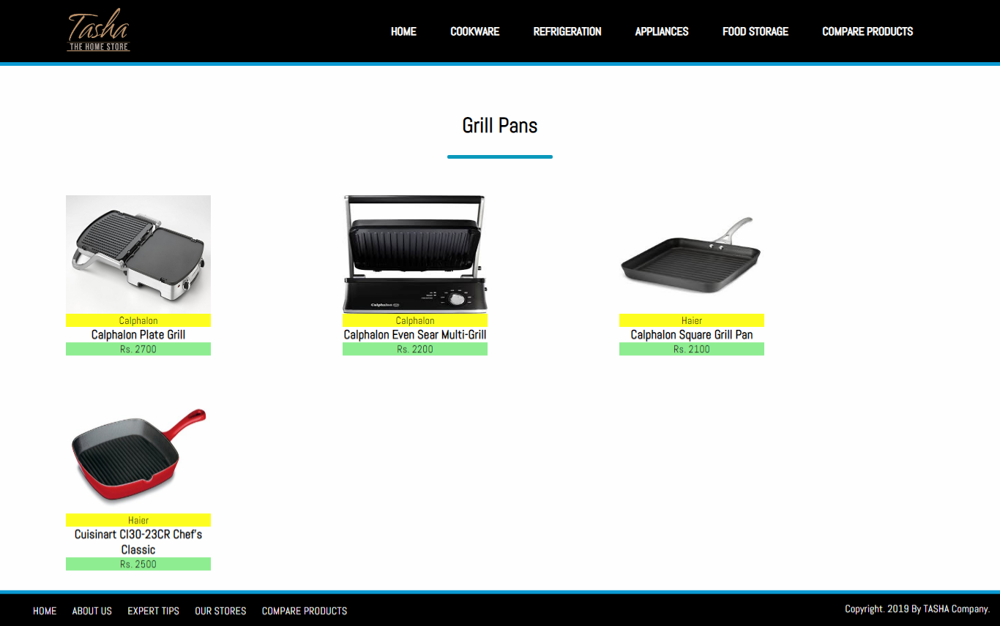 Tasha
THE HOME STORE
HOME COOKWARE REFRIGERATION APPLIANCES FOOD STORAGE COMPARE PRODUCTS
Grill Pans
Calphalon
Calphalon
Calphalon Plate Grill
Rs. 2700
Calphalon
Calphalon Even Sear Multi-Grill
Rs. 2200
Haier
Calphalon Square Grill Pan
Rs. 2100
Haier
Cuisinart CI30-23CR Chef's
Classic
Rs. 2500
HOME ABOUT US EXPERT TIPS OUR STORES COMPARE PRODUCTS
Copyright. 2019 By TASHA Company.